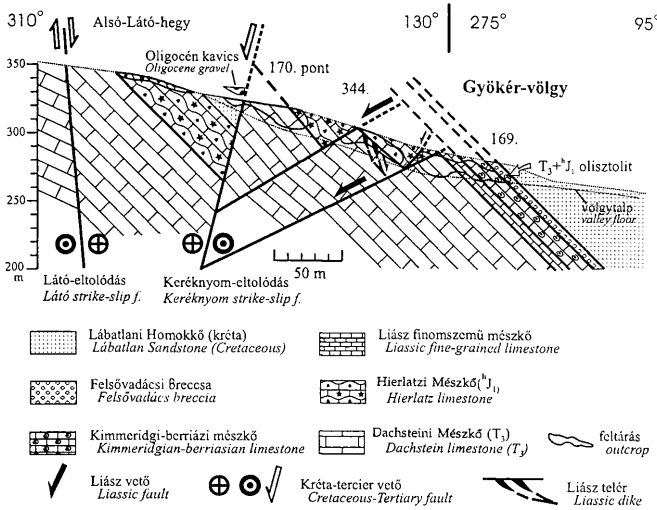 310° Alsó-Látó-hegy 130° 275° 95°
Oligocén kavics
Oligocene gravel
170. pont
344.
Gyökér-völgy
169.
T₃+ʰJ₁ olisztolit
völgytalp
valley floor
350
300
250
200
m
50 m
Látó-eltolódás
Látó strike-slip f.
Keréknyom-eltolódás
Keréknyom strike-slip f.
Lábatlani Homokkő (kréta)
Lábatlan Sandstone (Cretaceous)
Liász finomszemű mészkő
Liassic fine-grained limestone
Felsővadácsi Breccsa
Felsővadács breccia
Hierlatzi Mészkő (ʰJ₁)
Hierlatz limestone
Kimmeridgi-berriázi mészkő
Kimmeridgian-berriasian limestone
Dachsteini Mészkő (T₃)
Dachstein limestone (T₃)
feltárás
outcrop
Liász vető
Liassic fault
Kréta-tercier vető
Cretaceous-Tertiary fault
Liász telér
Liassic dike